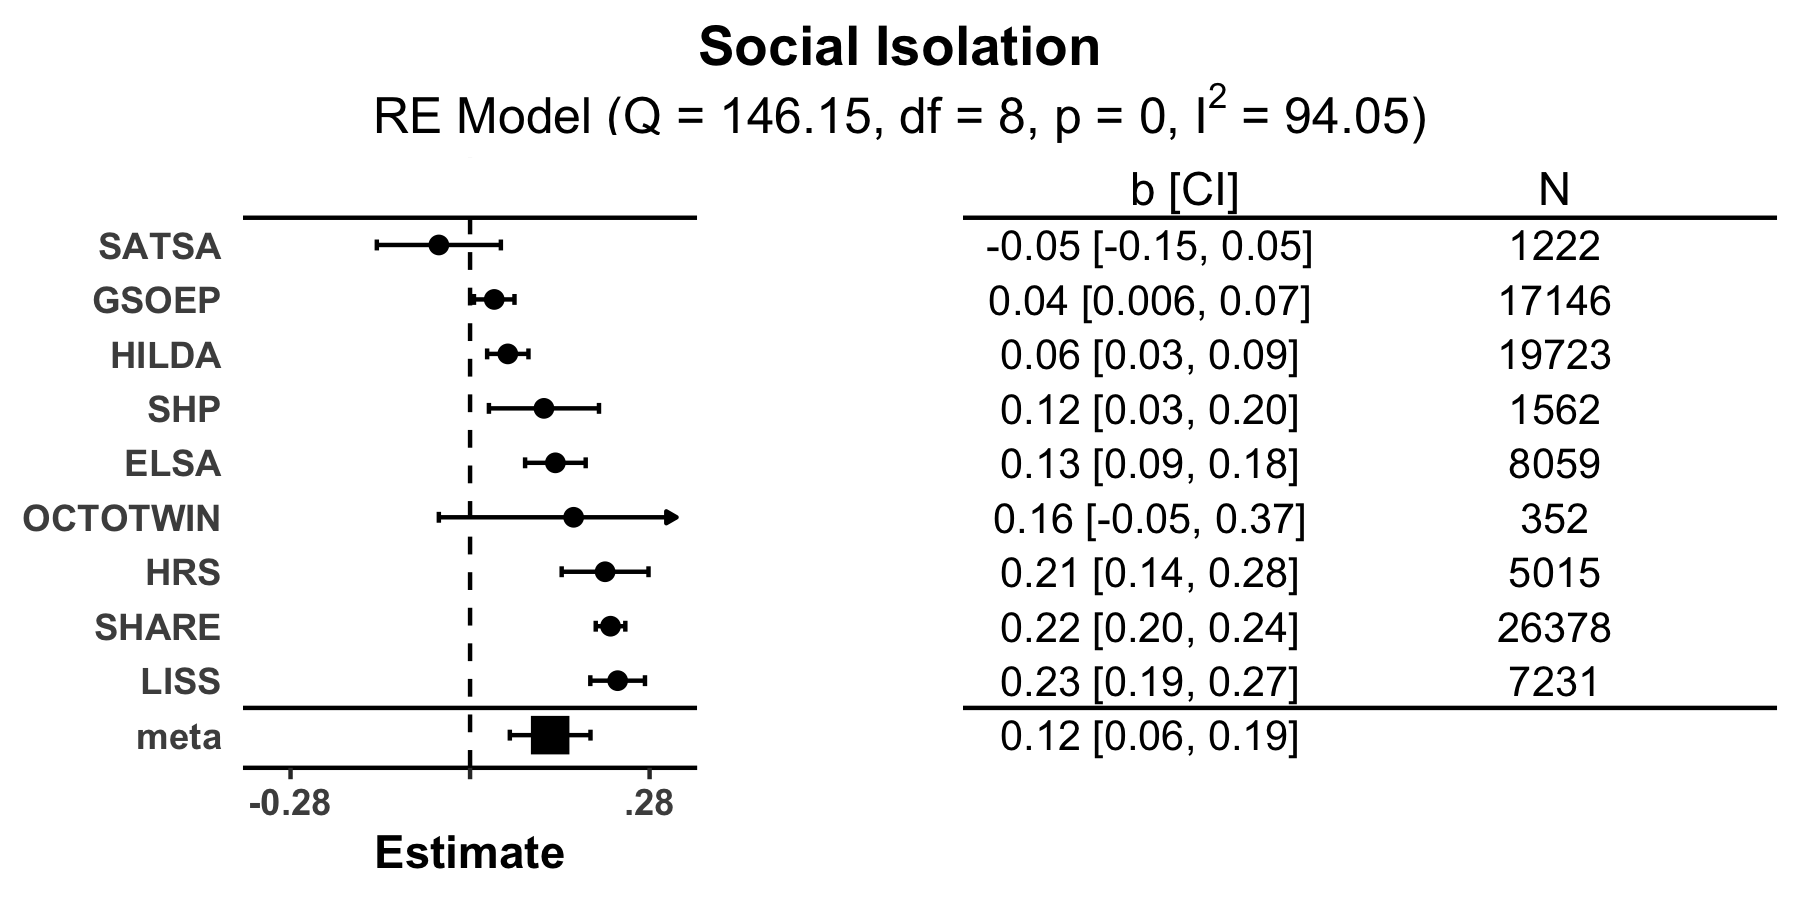 Social Isolation
RE Model (Q = 146.15, df = 8, p = 0, I² = 94.05)
b [CI] N
SATSA -0.05 [-0.15, 0.05] 1222
GSOEP 0.04 [0.006, 0.07] 17146
HILDA 0.06 [0.03, 0.09] 19723
SHP 0.12 [0.03, 0.20] 1562
ELSA 0.13 [0.09, 0.18] 8059
OCTOTWIN 0.16 [-0.05, 0.37] 352
HRS 0.21 [0.14, 0.28] 5015
SHARE 0.22 [0.20, 0.24] 26378
LISS 0.23 [0.19, 0.27] 7231
meta 0.12 [0.06, 0.19]
-0.28 .28
Estimate